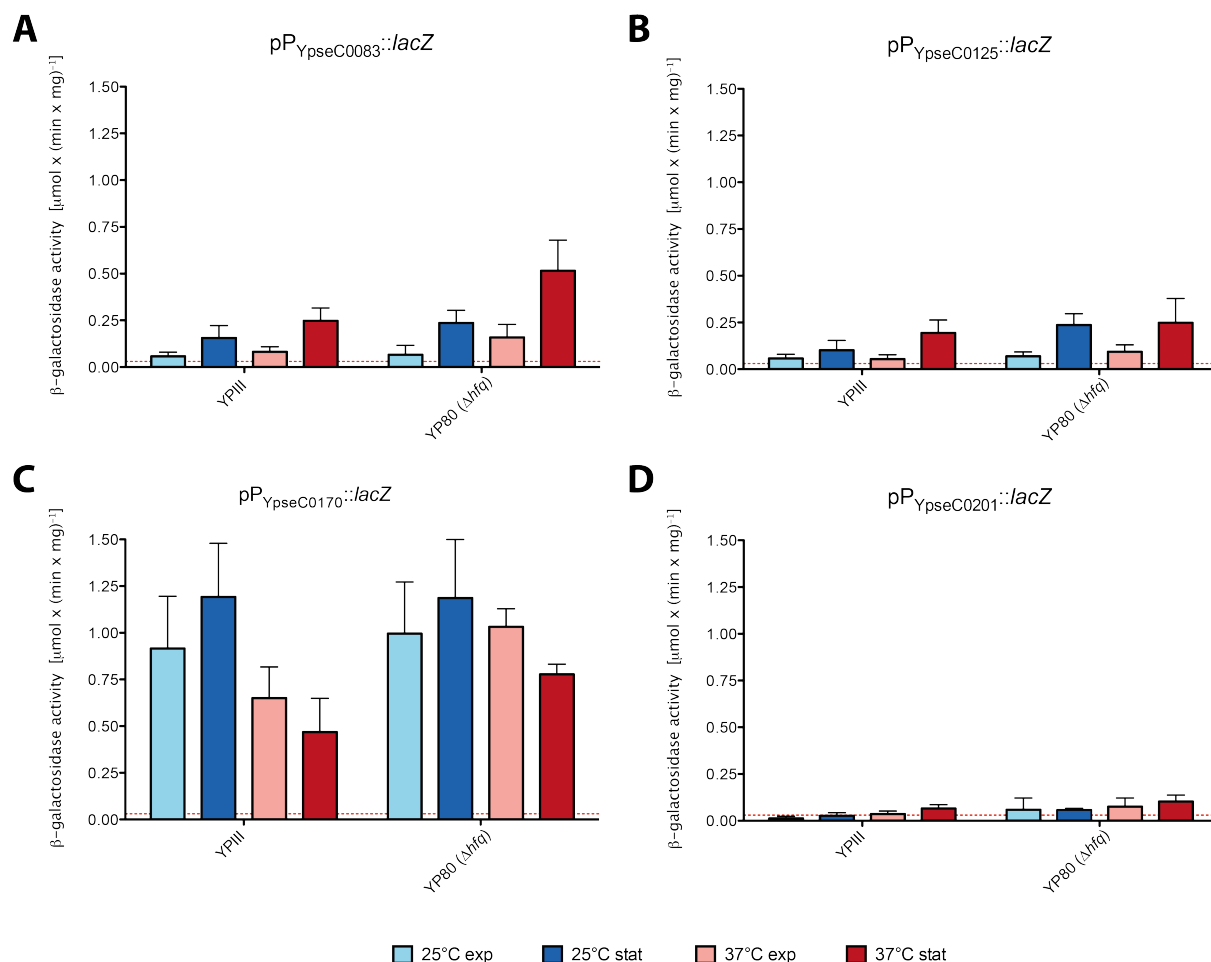 A
pP_YpseC0083::lacZ
β-galactosidase activity [µmol x (min x mg)⁻¹]
1.50
1.25
1.00
0.75
0.50
0.25
0.00
YPIII
YP80 (Δhfq)
B
pP_YpseC0125::lacZ
β-galactosidase activity [µmol x (min x mg)⁻¹]
1.50
1.25
1.00
0.75
0.50
0.25
0.00
YPIII
YP80 (Δhfq)
C
pP_YpseC0170::lacZ
β-galactosidase activity [µmol x (min x mg)⁻¹]
1.50
1.25
1.00
0.75
0.50
0.25
0.00
YPIII
YP80 (Δhfq)
D
pP_YpseC0201::lacZ
β-galactosidase activity [µmol x (min x mg)⁻¹]
1.50
1.25
1.00
0.75
0.50
0.25
0.00
YPIII
YP80 (Δhfq)
25°C exp 25°C stat 37°C exp 37°C stat